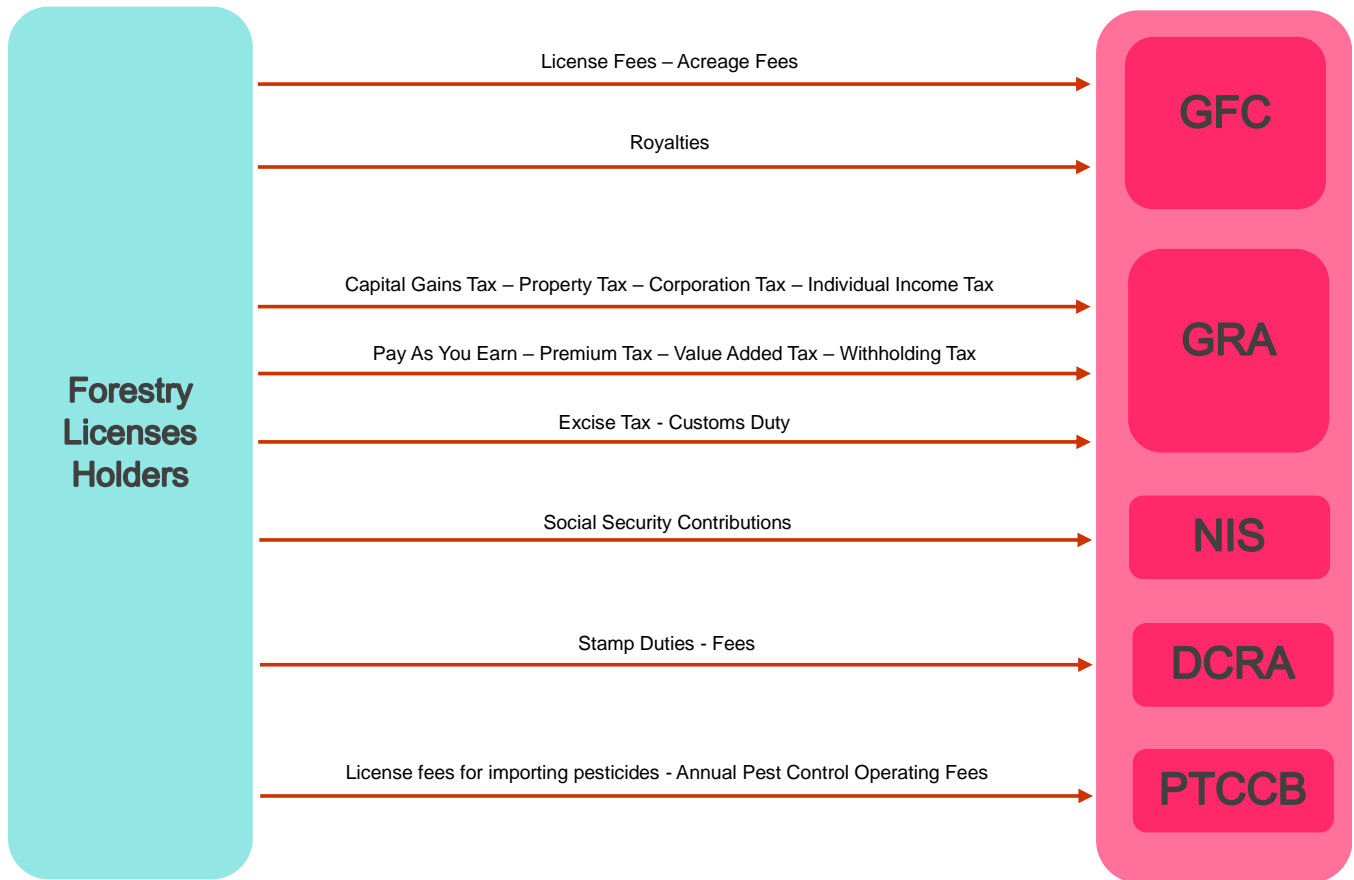 License Fees – Acreage Fees
GFC
Royalties
Capital Gains Tax – Property Tax – Corporation Tax – Individual Income Tax
GRA
Pay As You Earn – Premium Tax – Value Added Tax – Withholding Tax
Forestry
Licenses
Holders
Excise Tax - Customs Duty
Social Security Contributions
NIS
Stamp Duties - Fees
DCRA
License fees for importing pesticides - Annual Pest Control Operating Fees
PTCCB